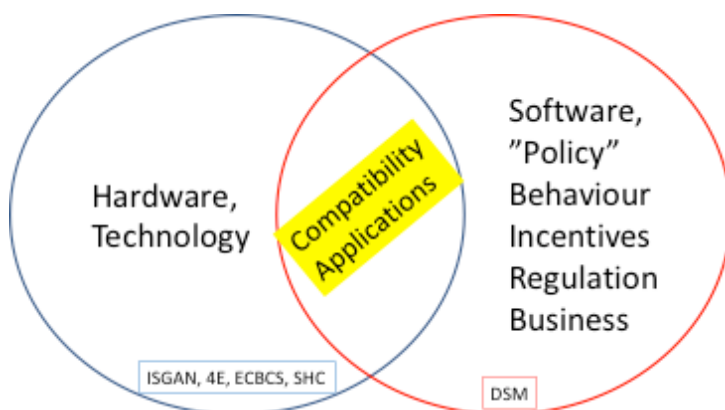 Hardware,
Technology
Compatibility
Applications
Software,
”Policy”
Behaviour
Incentives
Regulation
Business
ISGAN, 4E, ECBCS, SHC
DSM